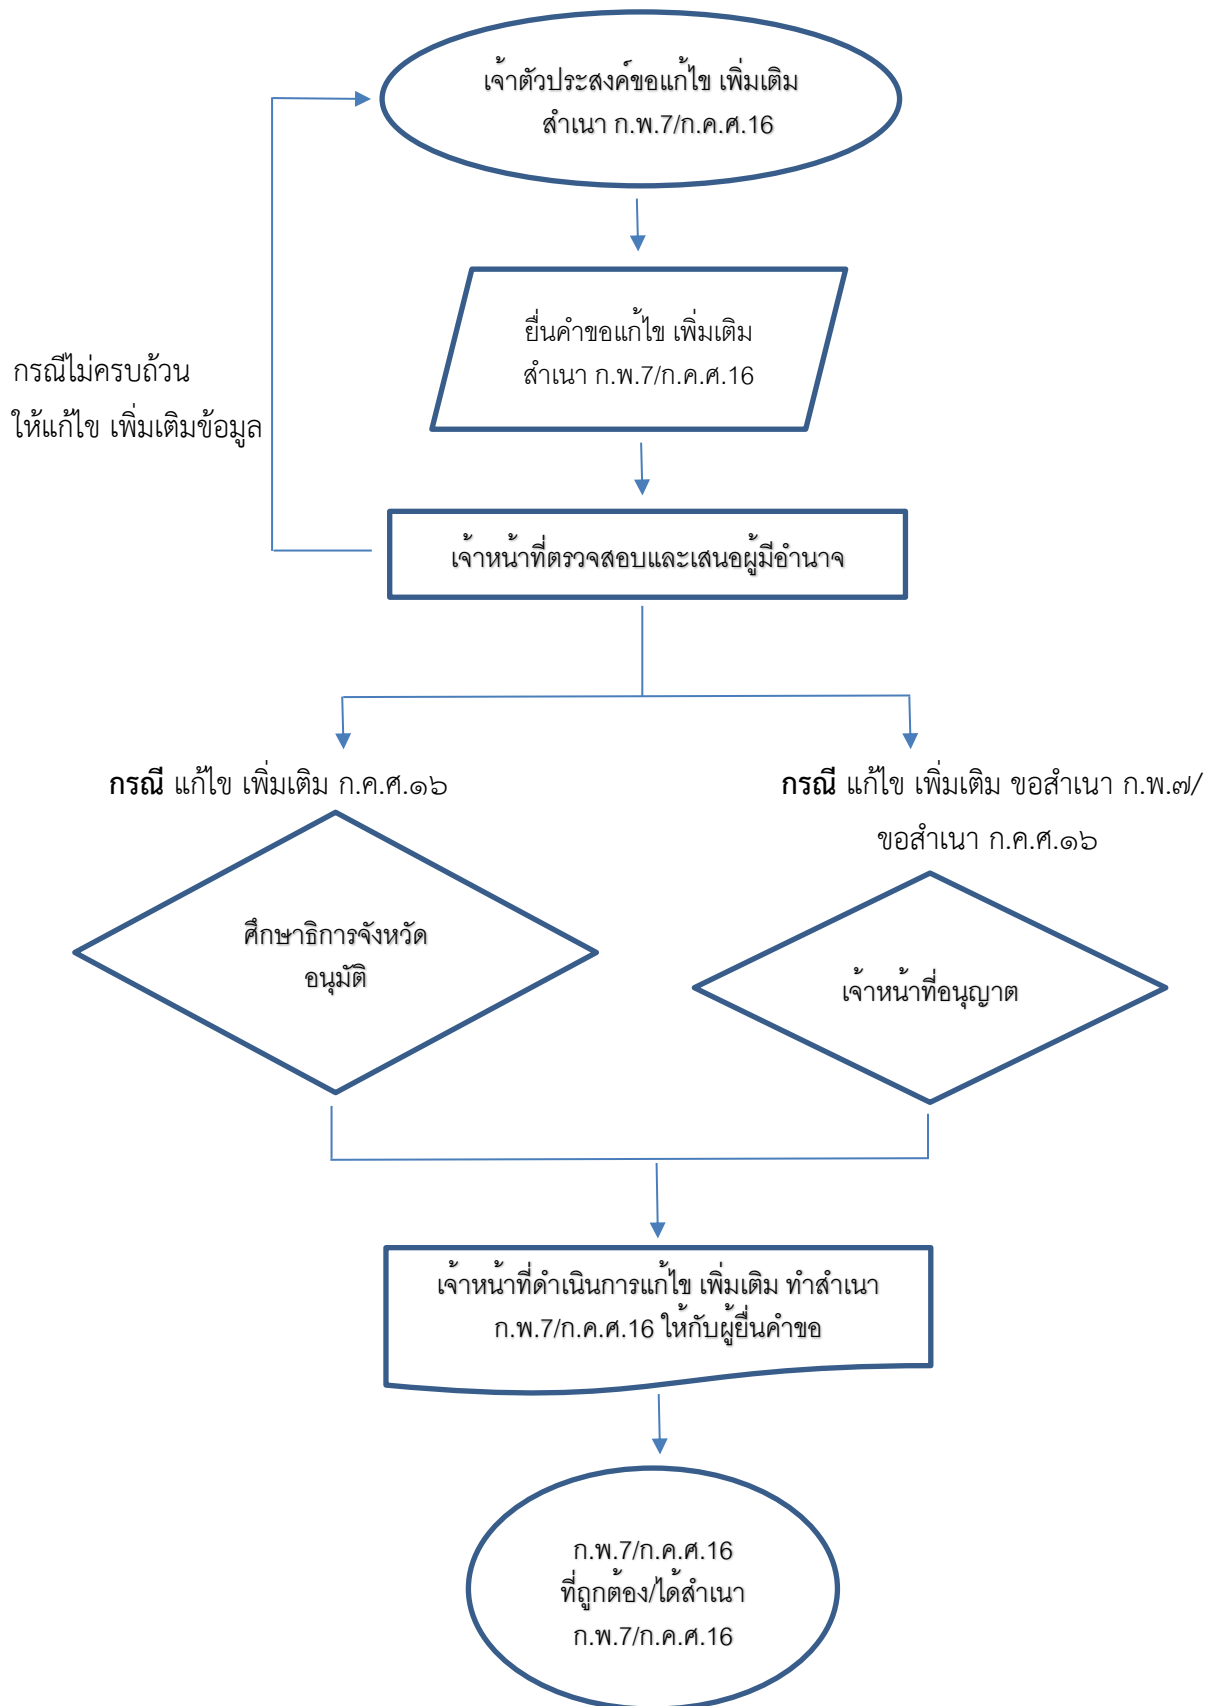 เจ้าตัวประสงค์ขอแก้ไข เพิ่มเติม
สำเนา ก.พ.7/ก.ค.ศ.16
ยื่นคำขอแก้ไข เพิ่มเติม
สำเนา ก.พ.7/ก.ค.ศ.16
กรณีไม่ครบถ้วน
ให้แก้ไข เพิ่มเติมข้อมูล
เจ้าหน้าที่ตรวจสอบและเสนอผู้มีอำนาจ
กรณี แก้ไข เพิ่มเติม ก.ค.ศ.๑๖
กรณี แก้ไข เพิ่มเติม ขอสำเนา ก.พ.๗/
ขอสำเนา ก.ค.ศ.๑๖
ศึกษาธิการจังหวัด
อนุมัติ
เจ้าหน้าที่อนุญาต
เจ้าหน้าที่ดำเนินการแก้ไข เพิ่มเติม ทำสำเนา
ก.พ.7/ก.ค.ศ.16 ให้กับผู้ยื่นคำขอ
ก.พ.7/ก.ค.ศ.16
ที่ถูกต้อง/ได้สำเนา
ก.พ.7/ก.ค.ศ.16